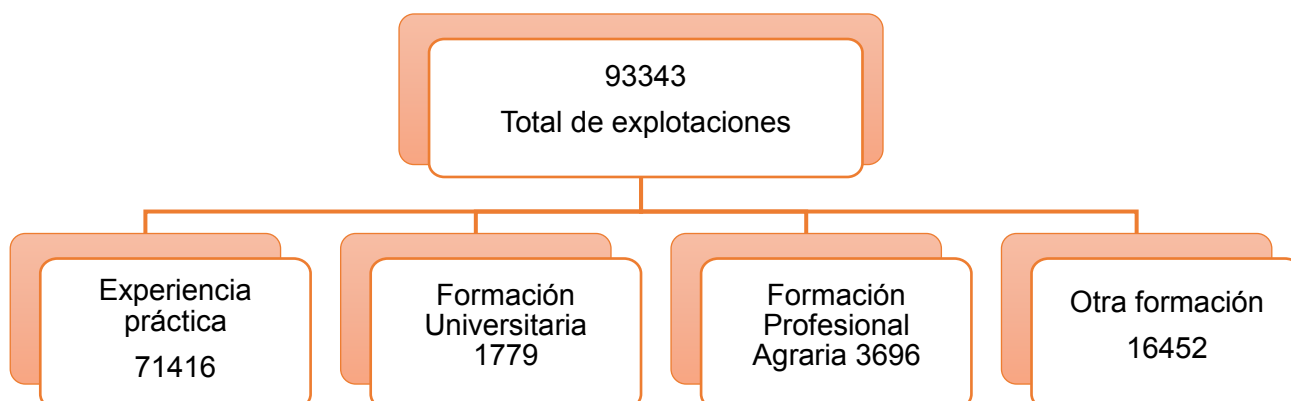 93343
Total de explotaciones
Experiencia
práctica
71416
Formación
Universitaria
1779
Formación
Profesional
Agraria 3696
Otra formación
16452